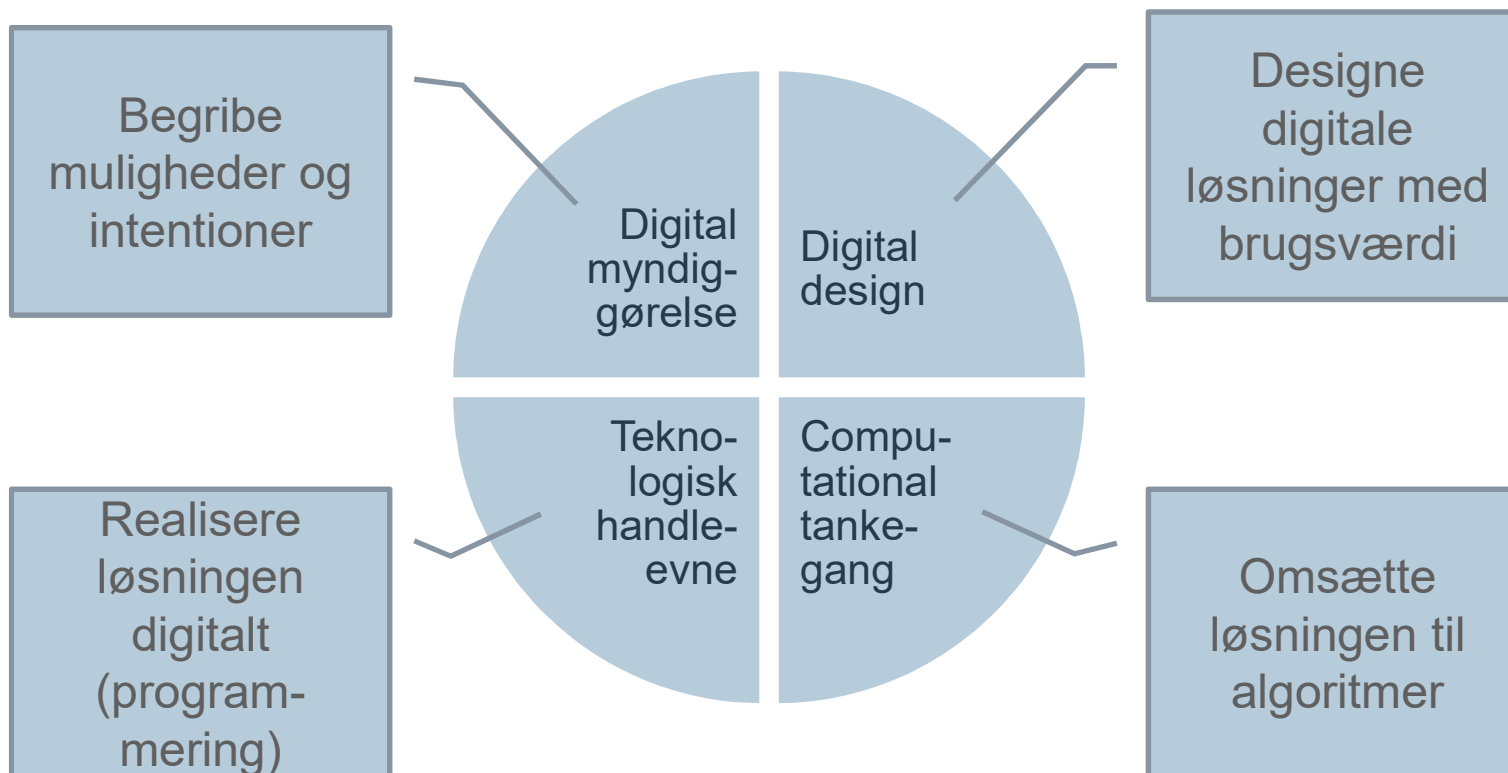 Begribe
muligheder og
intentioner
Digital
myndig-
gørelse
Digital
design
Designe
digitale
løsninger med
brugsværdi
Realisere
løsningen
digitalt
(program-
mering)
Tekno-
logisk
handle-
evne
Compu-
tational
tanke-
gang
Omsætte
løsningen til
algoritmer